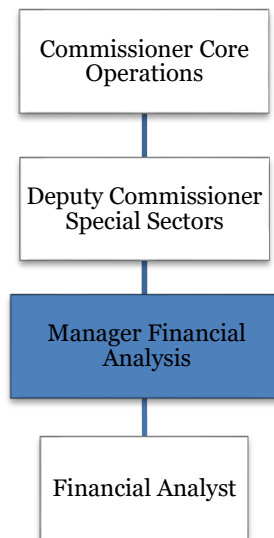 Commissioner Core
Operations
Deputy Commissioner
Special Sectors
Manager Financial
Analysis
Financial Analyst